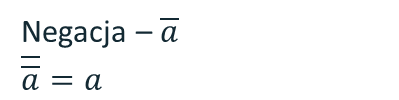 Negacja – a̅
a̿ = a